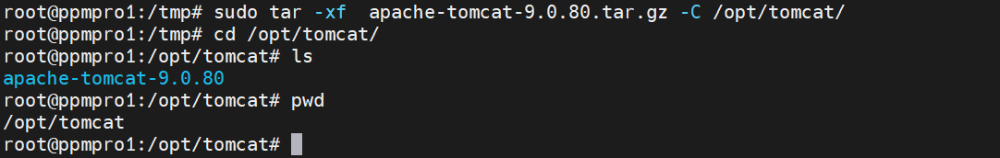 root@ppmpro1:/tmp# sudo tar -xf  apache-tomcat-9.0.80.tar.gz -C /opt/tomcat/
root@ppmpro1:/tmp# cd /opt/tomcat/
root@ppmpro1:/opt/tomcat# ls
apache-tomcat-9.0.80
root@ppmpro1:/opt/tomcat# pwd
/opt/tomcat
root@ppmpro1:/opt/tomcat#